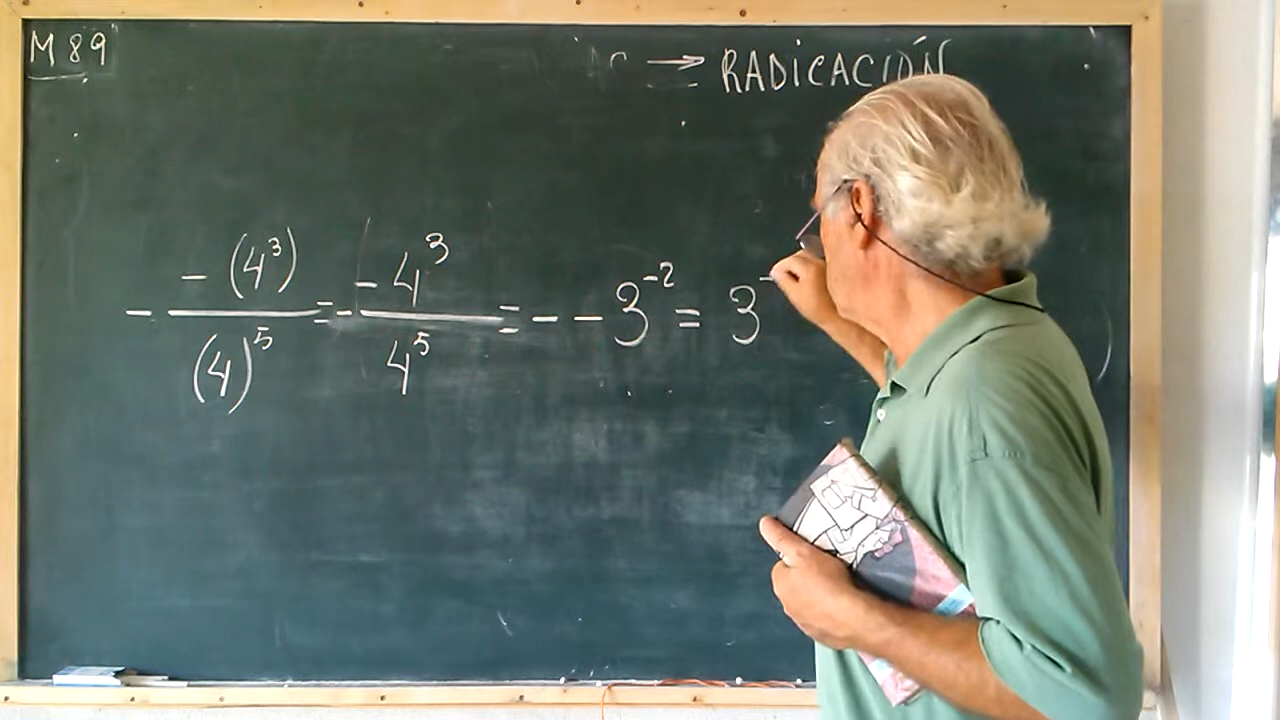 M 89
→ RADICACIÓN
- -(4³)/(4)⁵ = - -4³/4⁵ = - - 3⁻² = 3⁻